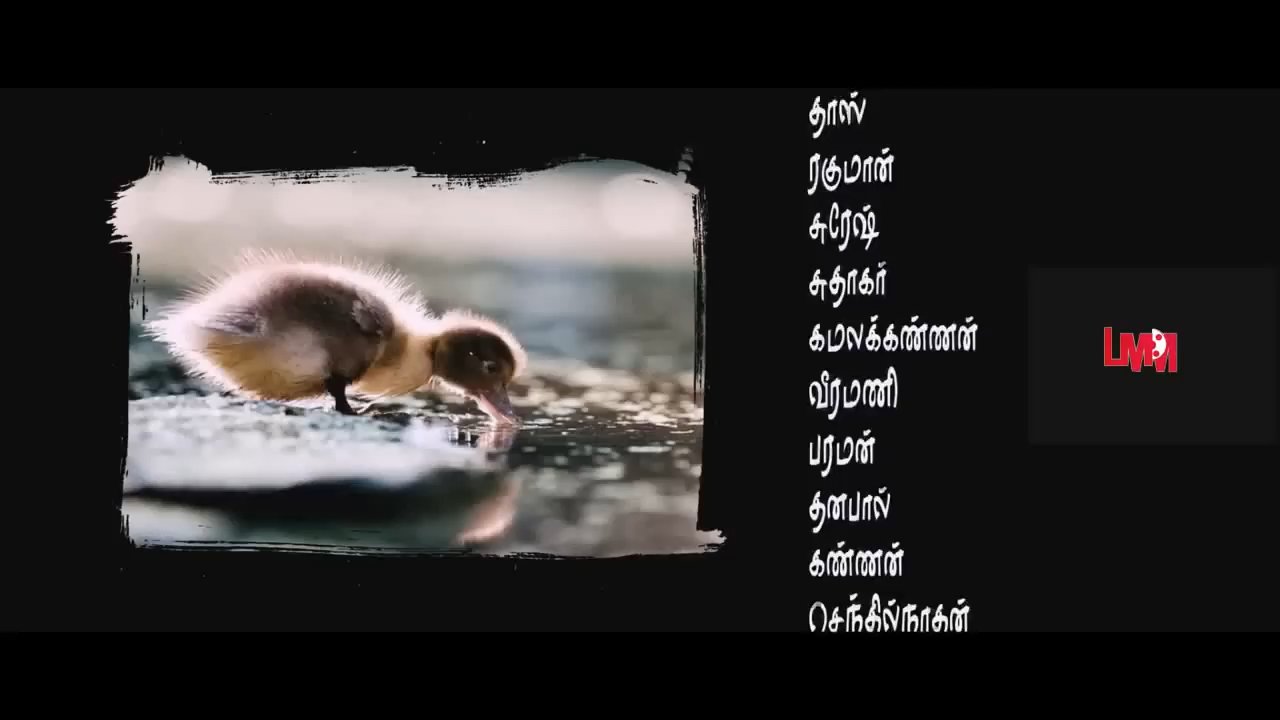 தாஸ்
ரகுமான்
சுரேஷ்
சுதாகர்
கமலக்கண்ணன்
வீரமணி
பரமன்
தனபால்
கண்ணன்
செந்தில்நாதன்
LMM